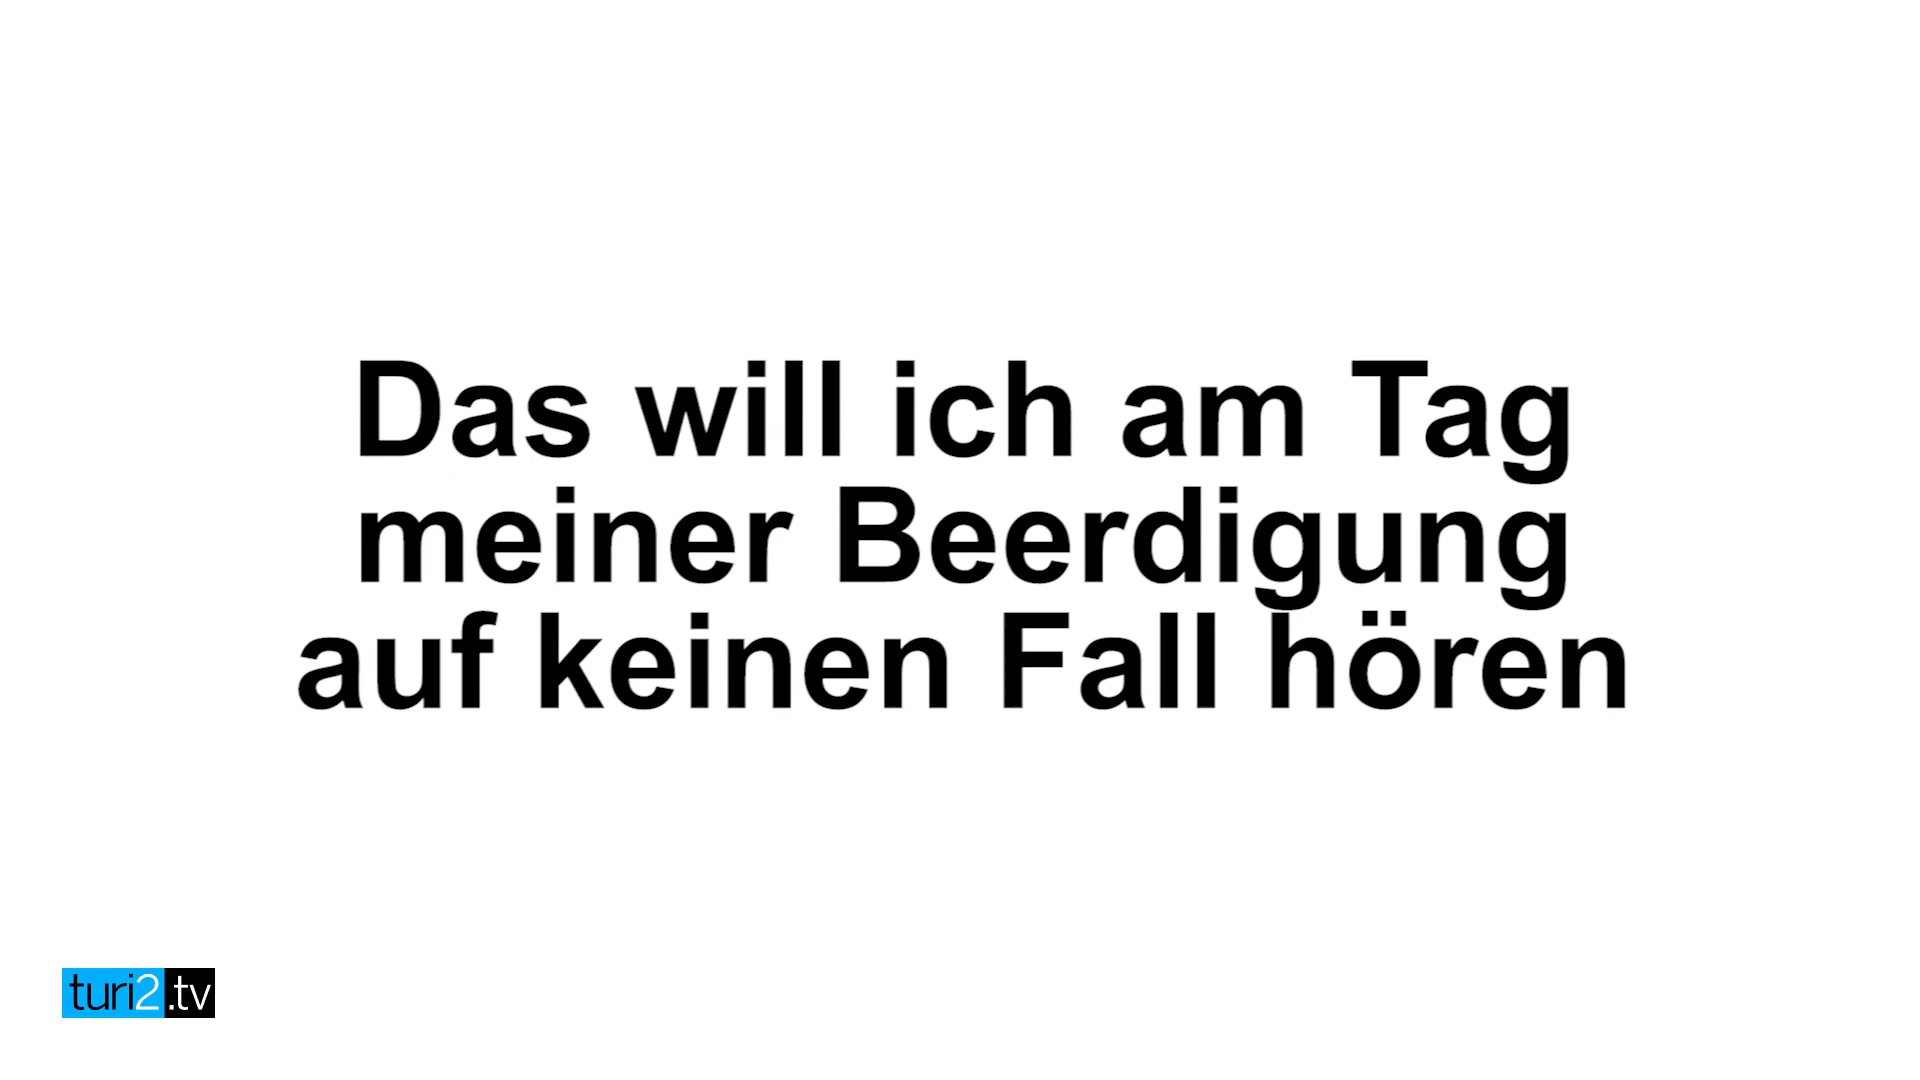 Das will ich am Tag
meiner Beerdigung
auf keinen Fall hören
turi2.tv